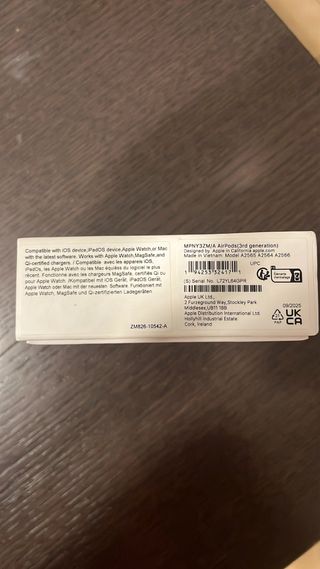 Compatible with iOS device,iPadOS device,Apple Watch,or Mac
with the latest software. Works with Apple Watch,MagSafe,and
Qi-certified chargers. / Compatible avec les appareils iOS,
iPadOS, les Apple Watch ou les Mac équipés du logiciel le plus
récent. Fonctionne avec les chargeurs MagSafe, certifiés Qi ou
pour Apple Watch. /Kompatibel mit iOS Gerät, iPadOS Gerät,
Apple Watch oder Mac mit der neuesten Software. Funktioniert mit
Apple Watch, MagSafe und Qi-zertifizierten Ladegeräten.
ZM826-10542-A
MPNY3ZM/A AirPods(3rd generation)
Designed by Apple in California apple.com
Made in Vietnam. Model A2565 A2564 A2566
UPC
1 94253 32417 1
(S) Serial No.
Apple UK Ltd.,
2 Furzeground Way,Stockley Park
Middlesex,UB11 1BB
Apple Distribution International Ltd.
Hollyhill Industrial Estate
Cork, Ireland
09/2025
UK
CA
PAP